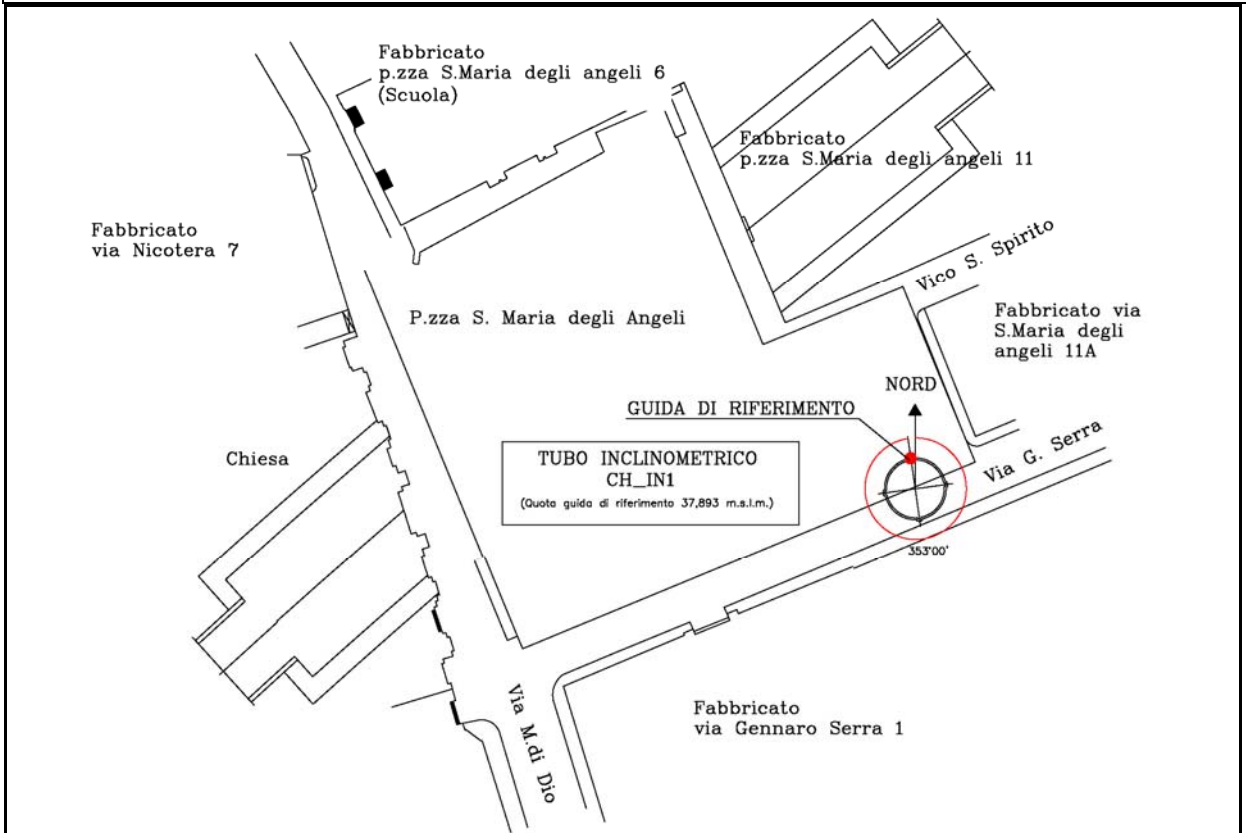 Fabbricato
p.zza S.Maria degli angeli 6
(Scuola)
Fabbricato
p.zza S.Maria degli angeli 11
Fabbricato
via Nicotera 7
Vico S. Spirito
P.zza S. Maria degli Angeli
Fabbricato via
S.Maria degli
angeli 11A
NORD
GUIDA DI RIFERIMENTO
Chiesa
TUBO INCLINOMETRICO
CH_IN1
(Quota guida di riferimento 37,893 m.s.l.m.)
Via G. Serra
353°00'
Via M.di Dio
Fabbricato
via Gennaro Serra 1